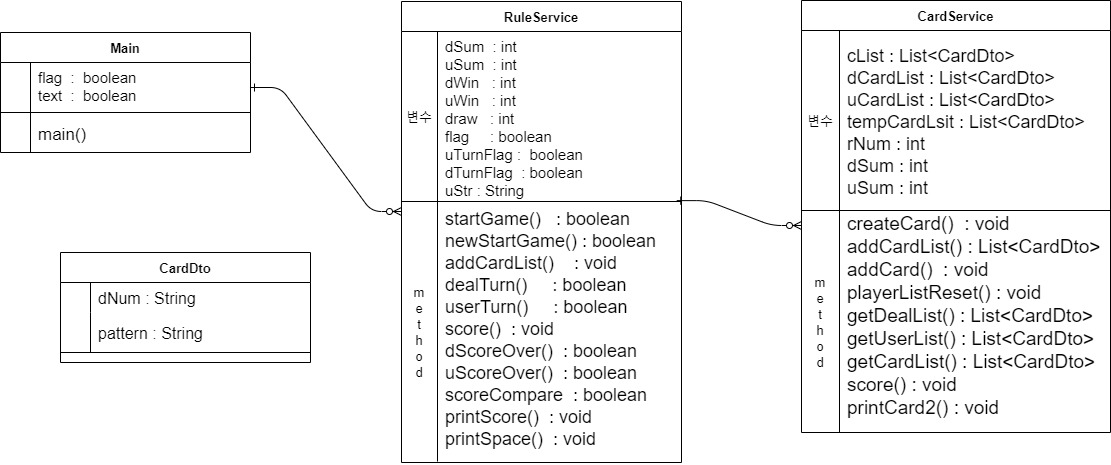 Main
flag : boolean
text : boolean
main()
CardDto
dNum : String
pattern : String
RuleService
변수
dSum : int
uSum : int
dWin : int
uWin : int
draw : int
flag : boolean
uTurnFlag : boolean
dTurnFlag : boolean
uStr : String
method
startGame() : boolean
newStartGame() : boolean
addCardList() : void
dealTurn() : boolean
userTurn() : boolean
score() : void
dScoreOver() : boolean
uScoreOver() : boolean
scoreCompare : boolean
printScore() : void
printSpace() : void
CardService
변수
cList : List<CardDto>
dCardList : List<CardDto>
uCardList : List<CardDto>
tempCardLsit : List<CardDto>
rNum : int
dSum : int
uSum : int
method
createCard() : void
addCardList() : List<CardDto>
addCard() : void
playerListReset() : void
getDealList() : List<CardDto>
getUserList() : List<CardDto>
getCardList() : List<CardDto>
score() : void
printCard2() : void